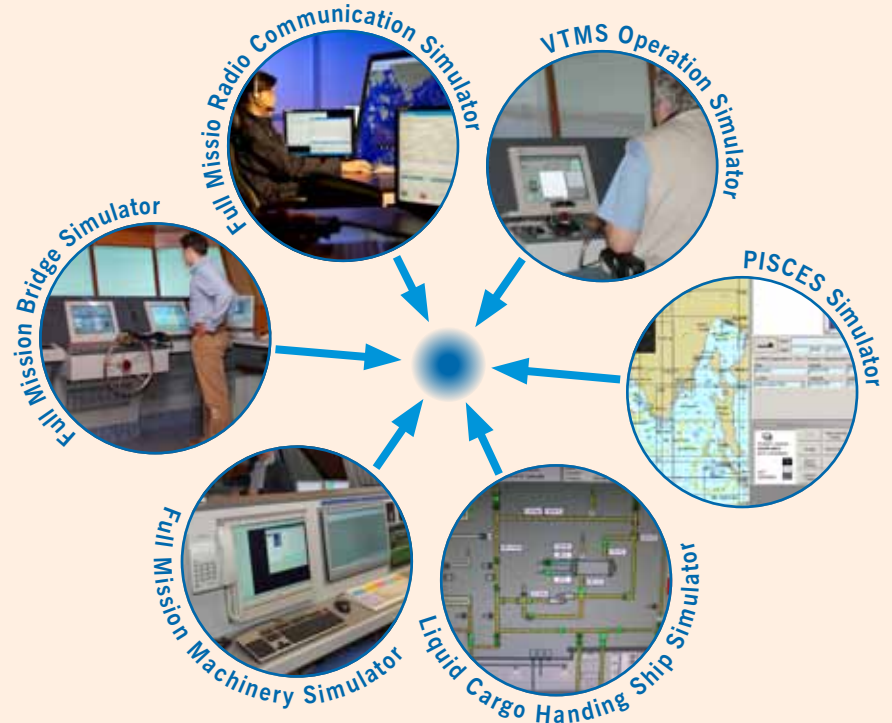 Full Missio Radio Communication Simulator
VTMS Operation Simulator
Full Mission Bridge Simulator
PISCES Simulator
Full Mission Machinery Simulator
Liquid Cargo Handing Ship Simulator